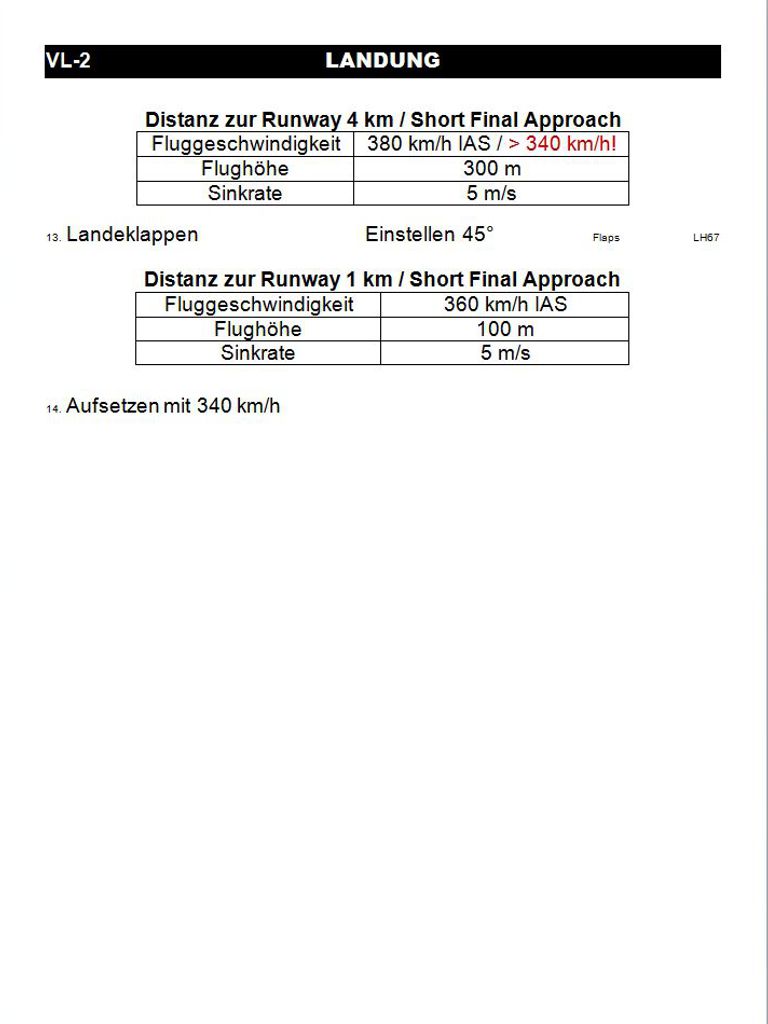 VL-2 LANDUNG
Distanz zur Runway 4 km / Short Final Approach
Fluggeschwindigkeit 380 km/h IAS / > 340 km/h!
Flughöhe 300 m
Sinkrate 5 m/s
13. Landeklappen Einstellen 45° Flaps LH67
Distanz zur Runway 1 km / Short Final Approach
Fluggeschwindigkeit 360 km/h IAS
Flughöhe 100 m
Sinkrate 5 m/s
14. Aufsetzen mit 340 km/h